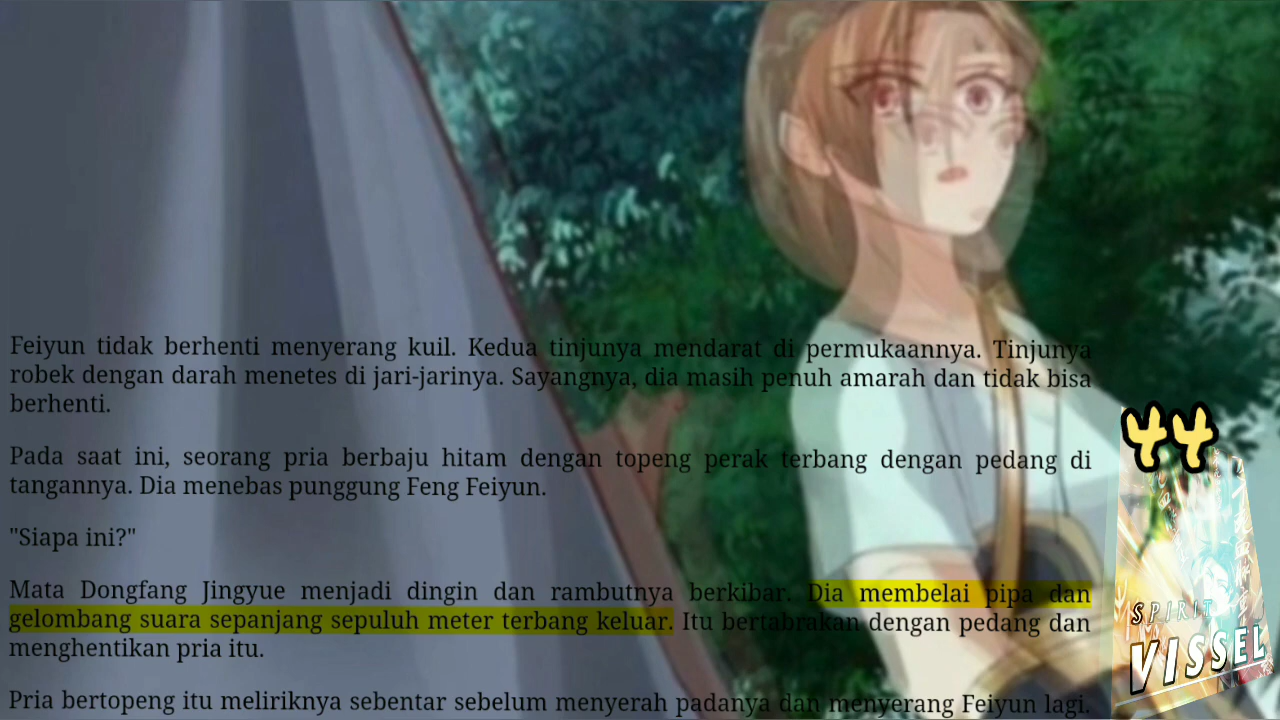 Feiyun tidak berhenti menyerang kuil. Kedua tinjunya mendarat di permukaannya. Tinjunya
robek dengan darah menetes di jari-jarinya. Sayangnya, dia masih penuh amarah dan tidak bisa
berhenti.
Pada saat ini, seorang pria berbaju hitam dengan topeng perak terbang dengan pedang di
tangannya. Dia menebas punggung Feng Feiyun.
"Siapa ini?"
Mata Dongfang Jingyue menjadi dingin dan rambutnya berkibar. Dia membelai pipa dan
gelombang suara sepanjang sepuluh meter terbang keluar. Itu bertabrakan dengan pedang dan
menghentikan pria itu.
Pria bertopeng itu meliriknya sebentar sebelum menyerah padanya dan menyerang Feiyun lagi.
44
SPIRIT
VISSEL